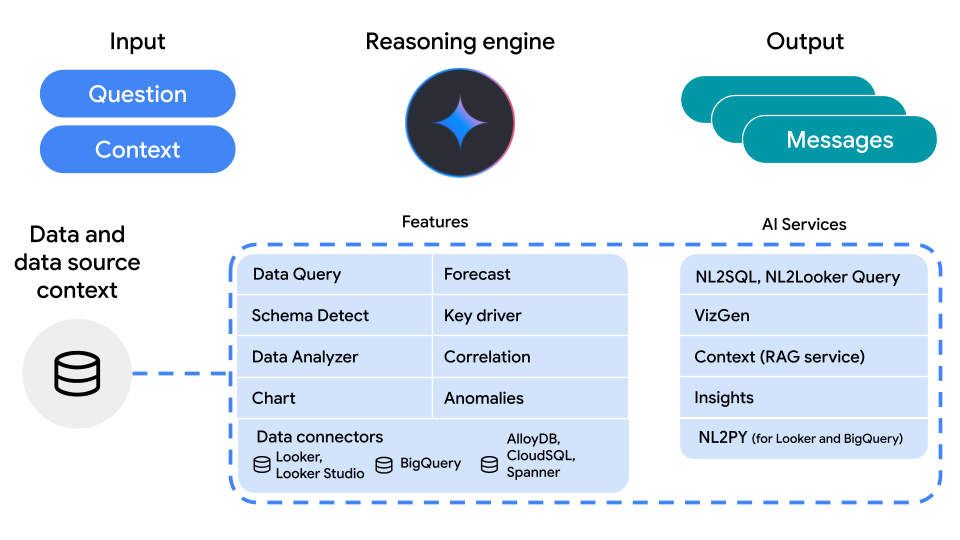 Input
Reasoning engine
Output
Question
Context
Messages
Features
AI Services
Data and
data source
context
Data Query
Forecast
Schema Detect
Key driver
Data Analyzer
Correlation
Chart
Anomalies
Data connectors
Looker,
Looker Studio
BigQuery
AlloyDB,
CloudSQL,
Spanner
NL2SQL, NL2Looker Query
VizGen
Context (RAG service)
Insights
NL2PY (for Looker and BigQuery)